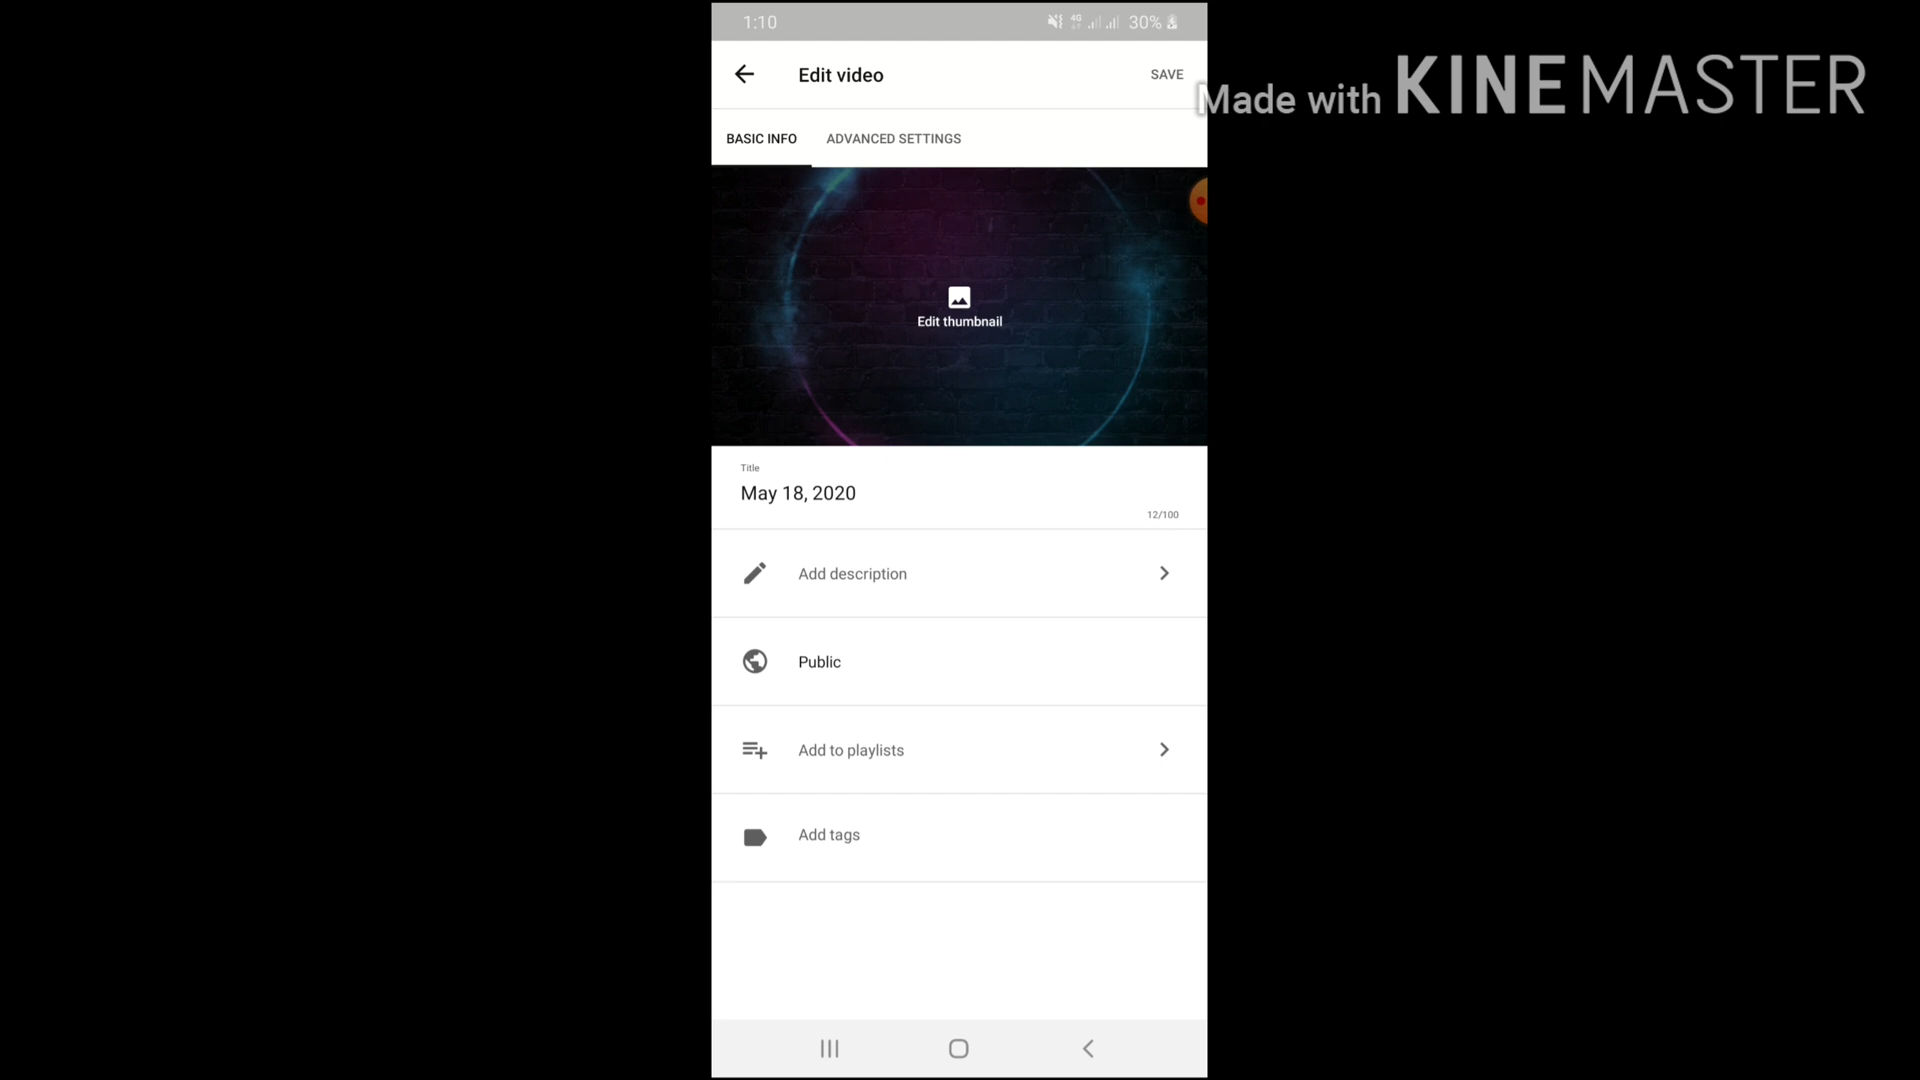 1:10
4G
30%
Edit video
SAVE
Made with KINEMASTER
BASIC INFO
ADVANCED SETTINGS
Edit thumbnail
Title
May 18, 2020
12/100
Add description
Public
Add to playlists
Add tags